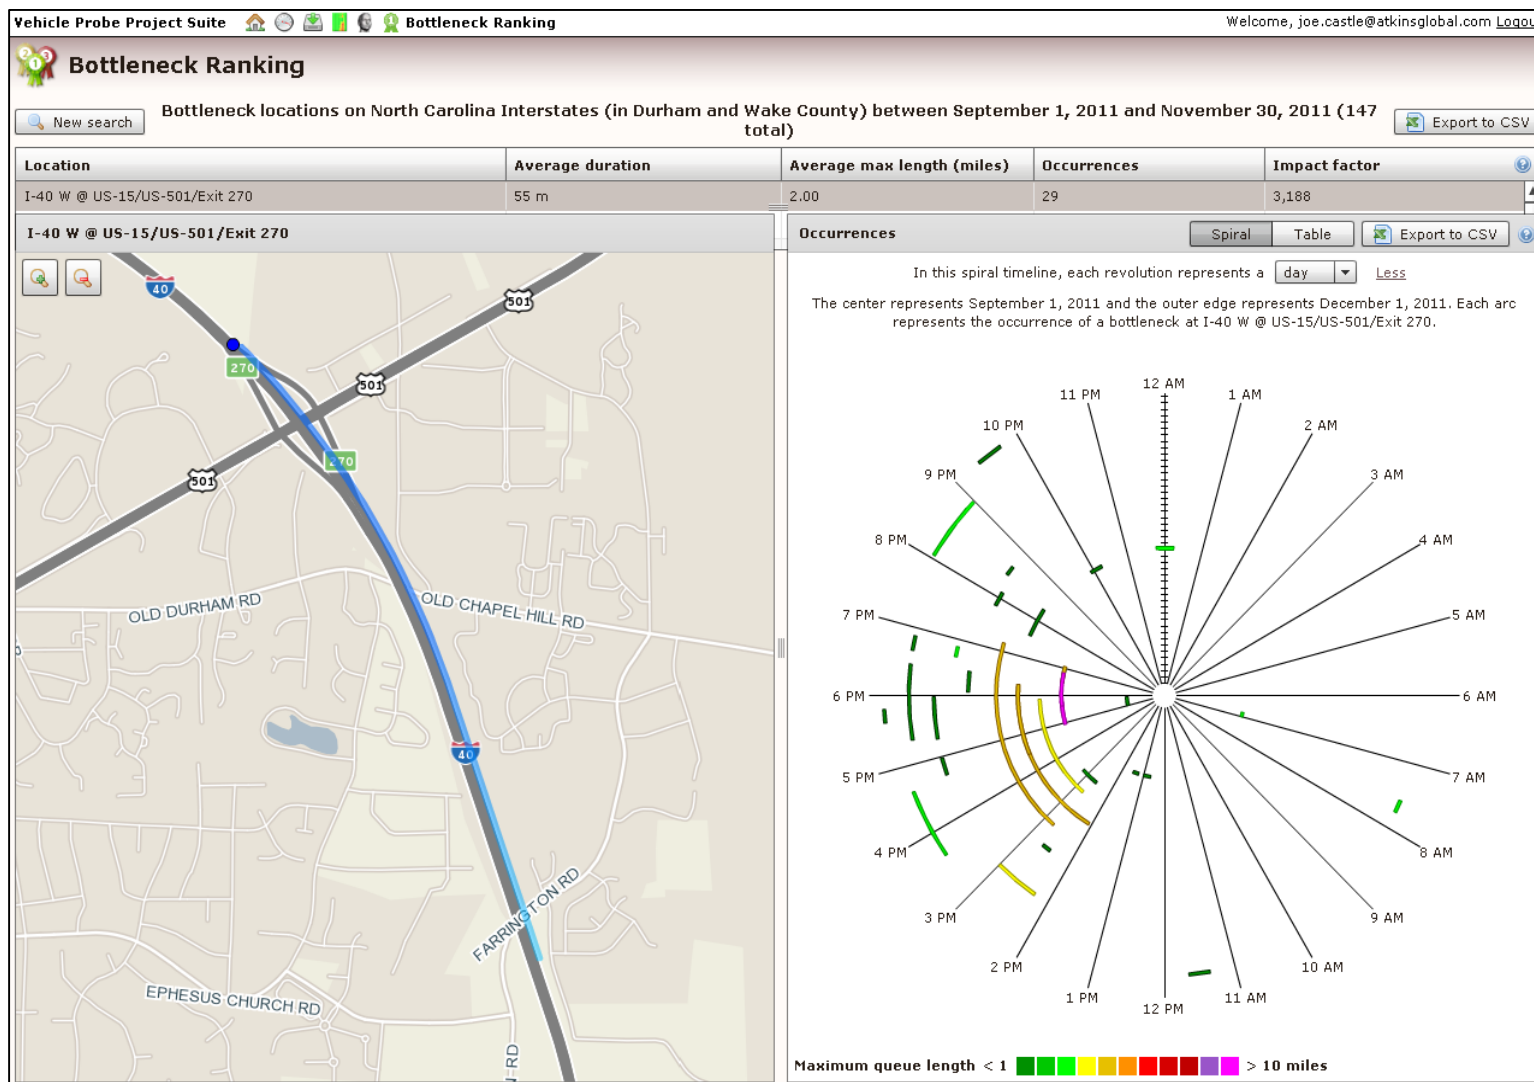 Vehicle Probe Project Suite Bottleneck Ranking
Welcome, joe.castle@atkinsglobal.com
Bottleneck Ranking
New search
Bottleneck locations on North Carolina Interstates (in Durham and Wake County) between September 1, 2011 and November 30, 2011 (147
total)
Export to CSV
Location Average duration Average max length (miles) Occurrences Impact factor
I-40 W @ US-15/US-501/Exit 270 55 m 2.00 29 3,188
I-40 W @ US-15/US-501/Exit 270
40
501
270
501
270
501
OLD DURHAM RD
OLD CHAPEL HILL RD
40
FARRINGTON RD
EPHESUS CHURCH RD
N RD
Occurrences
Spiral
Table
Export to CSV
In this spiral timeline, each revolution represents a day Less
The center represents September 1, 2011 and the outer edge represents December 1, 2011. Each arc
represents the occurrence of a bottleneck at I-40 W @ US-15/US-501/Exit 270.
12 AM
11 PM
1 AM
10 PM
2 AM
9 PM
3 AM
8 PM
4 AM
7 PM
5 AM
6 PM
6 AM
5 PM
7 AM
4 PM
8 AM
3 PM
9 AM
2 PM
10 AM
1 PM
11 AM
12 PM
Maximum queue length < 1 > 10 miles